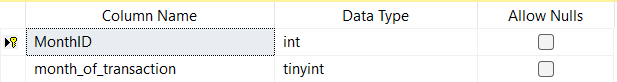 Column Name Data Type Allow Nulls
MonthID int
month_of_transaction tinyint